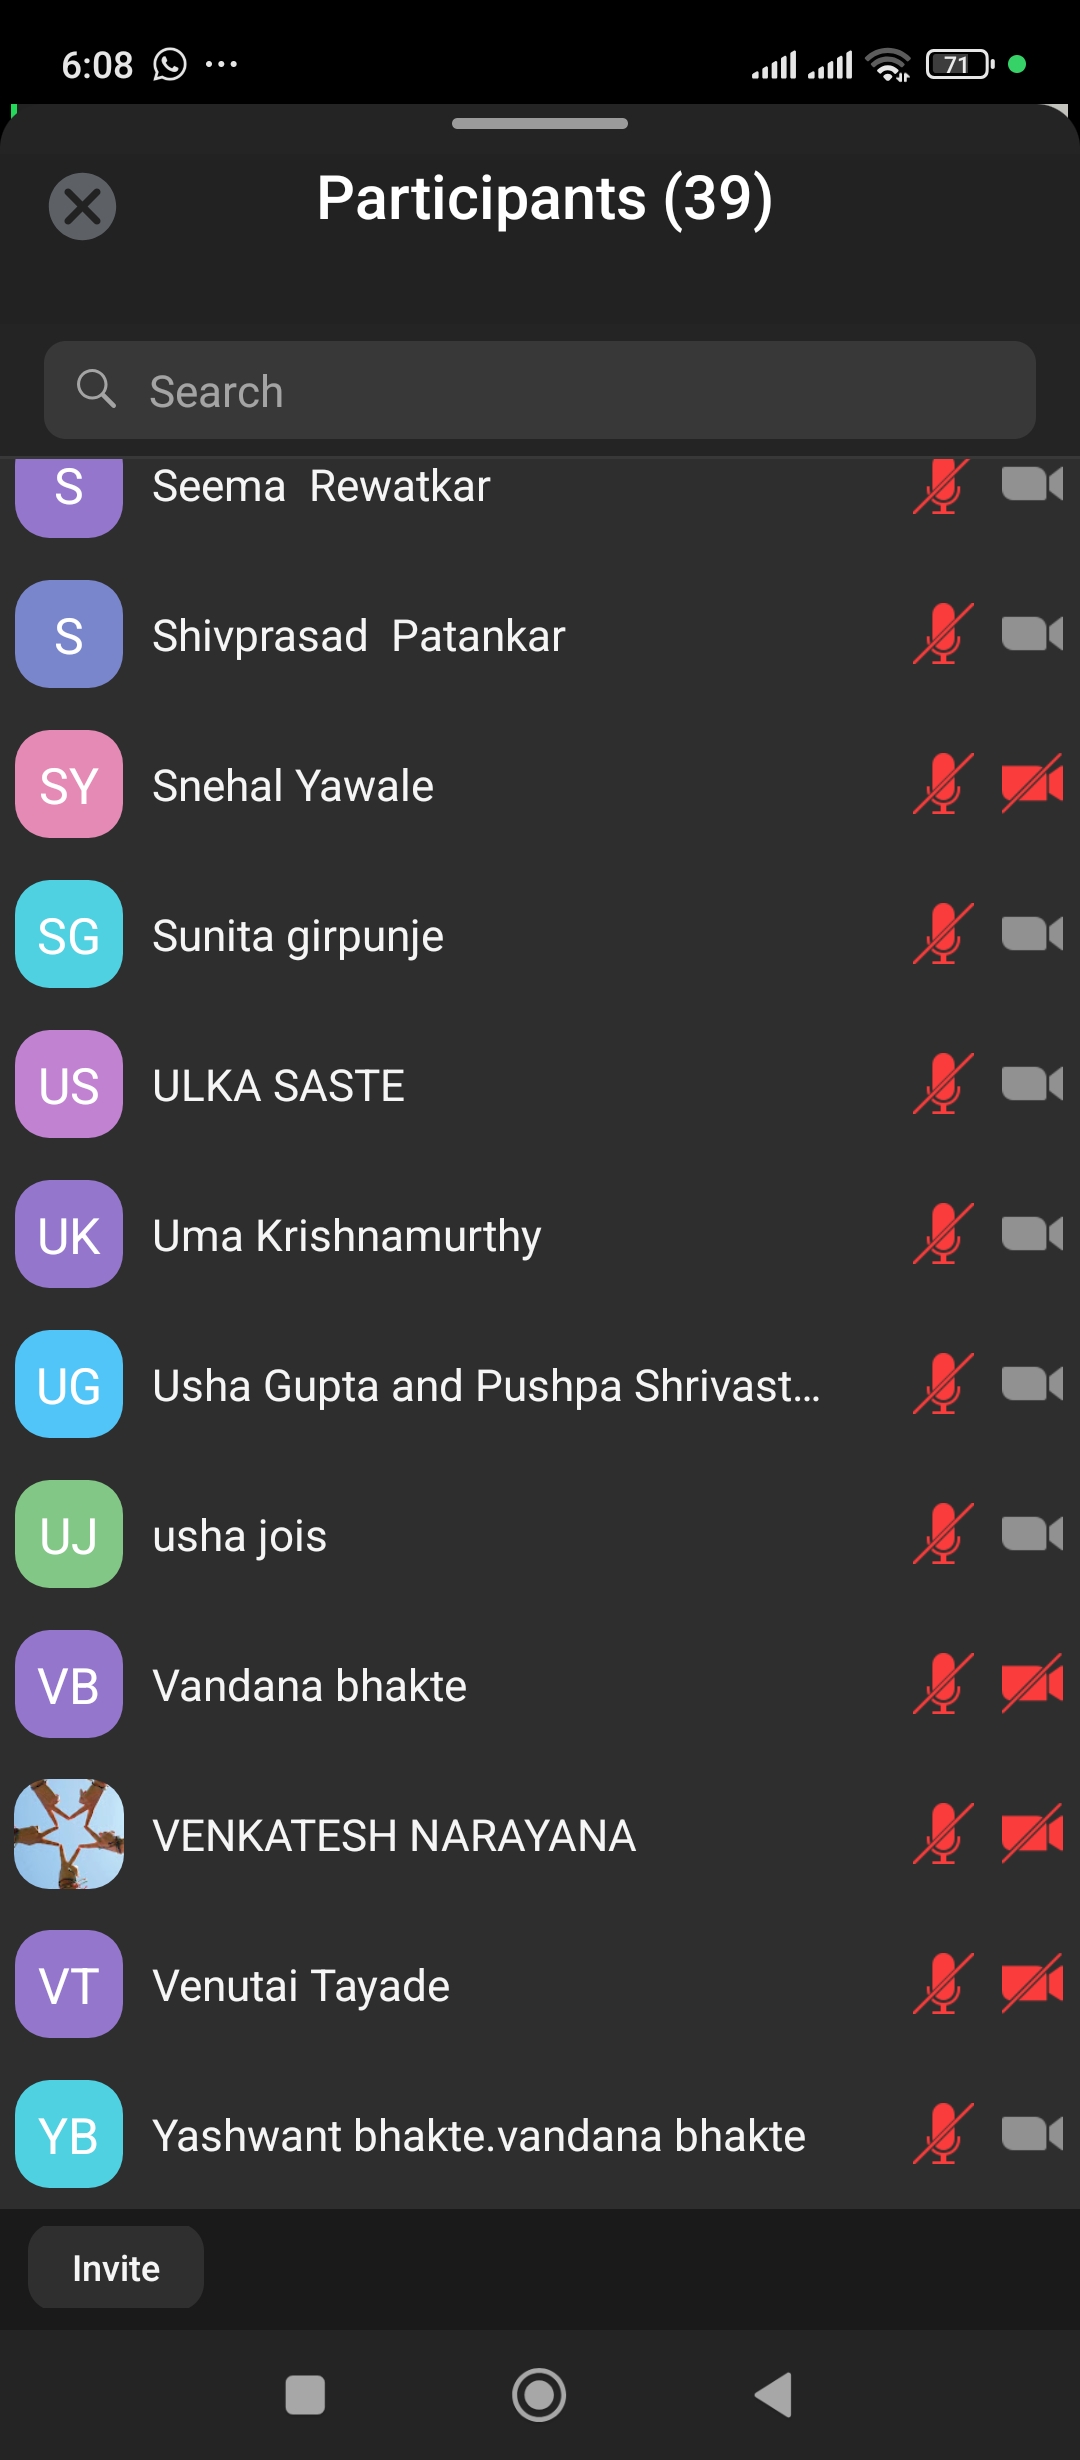 6:08
71
Participants (39)
Search
S Seema  Rewatkar
S Shivprasad  Patankar
SY Snehal Yawale
SG Sunita girpunje
US ULKA SASTE
UK Uma Krishnamurthy
UG Usha Gupta and Pushpa Shrivast...
UJ usha jois
VB Vandana bhakte
VENKATESH NARAYANA
VT Venutai Tayade
YB Yashwant bhakte.vandana bhakte
Invite